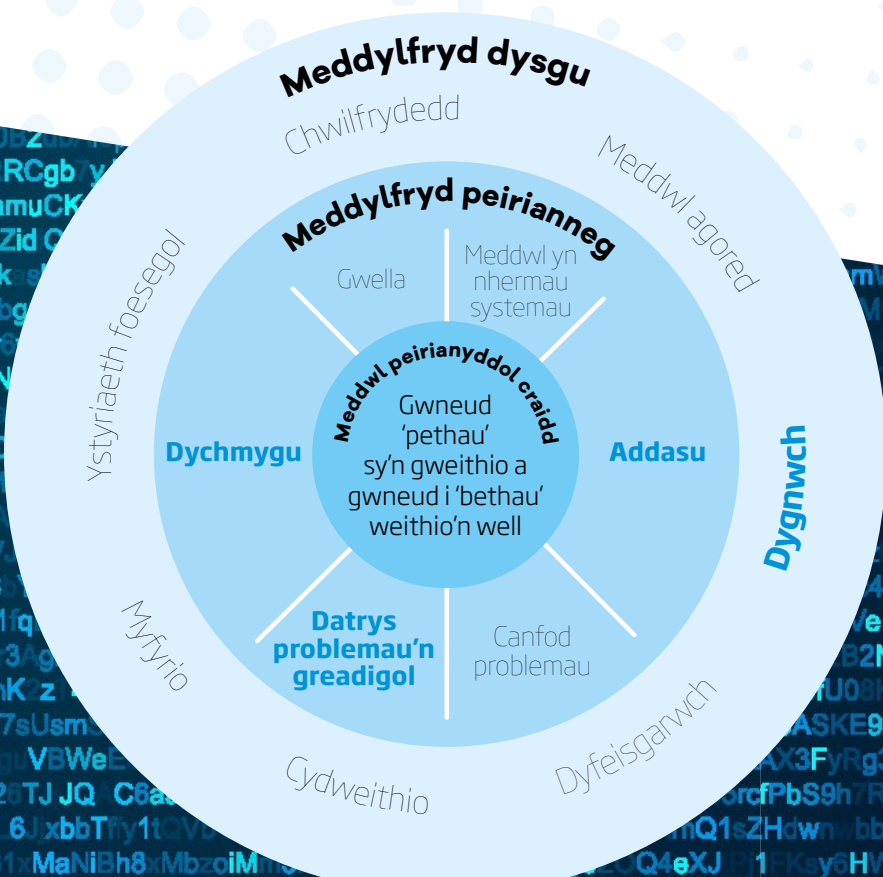 Meddylfryd dysgu
Chwilfrydedd
Meddwl agored
Dygnwch
Dyfeisgarwch
Cydweithio
Myfyrio
Ystyriaeth foesegol
Meddylfryd peirianneg
Gwella
Meddwl yn
nhermau
systemau
Addasu
Canfod
problemau
Datrys
problemau’n
greadigol
Dychmygu
Meddwl peirianyddol craidd
Gwneud
‘pethau’
sy’n gweithio a
gwneud i ‘bethau’
weithio’n well